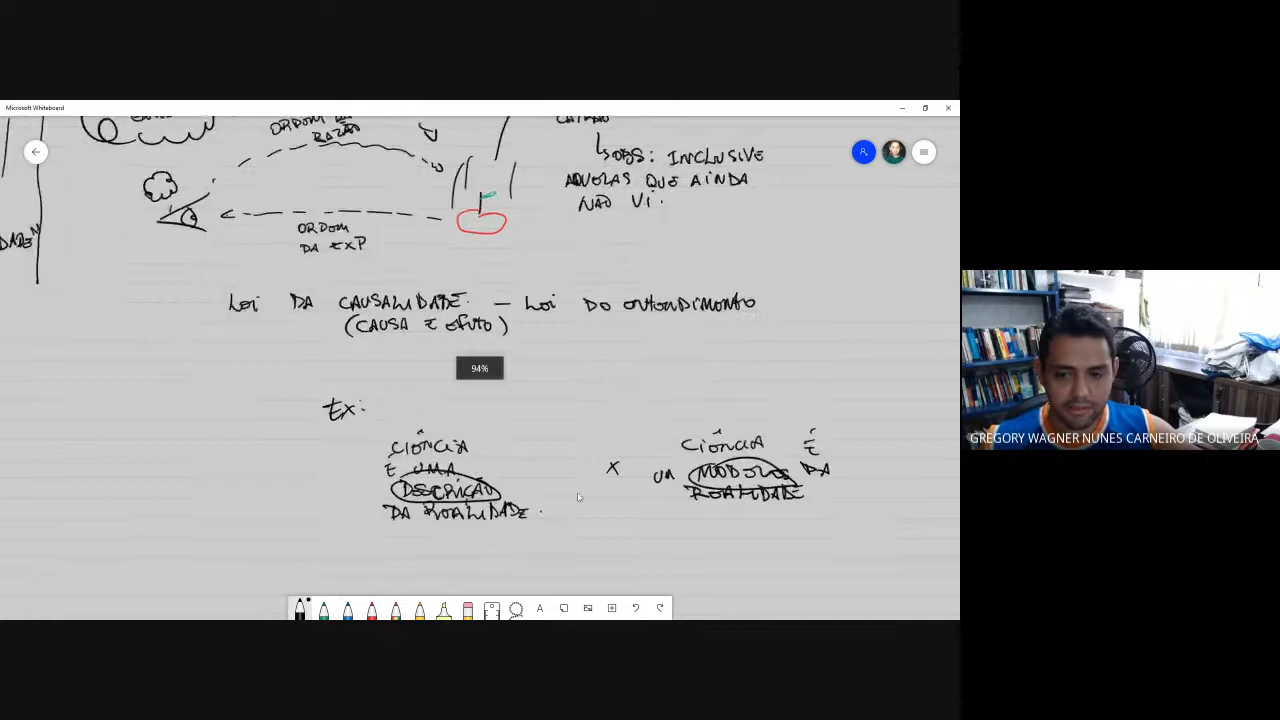 Microsoft Whiteboard
ORDEM DA
RAZÃO
OBS: INCLUSIVE
AQUELAS QUE AINDA
NÃO VI.
ORDEM
DA EXP
DADE"
LEI DA CAUSALIDADE. — LEI DO ENTENDIMENTO
(CAUSA E EFEITO)
94%
Ex:
CIÊNCIA
É UMA
DESCRIÇÃO
DA REALIDADE.
X
CIÊNCIA É
UM MODELO DA
REALIDADE
GREGORY WAGNER NUNES CARNEIRO DE OLIVEIRA